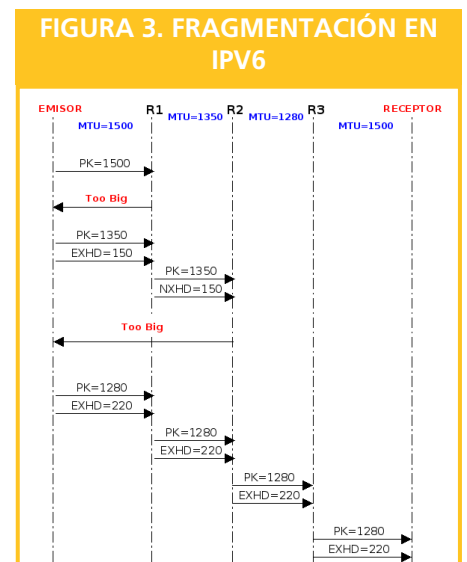 FIGURA 3. FRAGMENTACIÓN EN
IPV6
EMISOR R1 R2 R3 RECEPTOR
MTU=1500 MTU=1350 MTU=1280 MTU=1500
PK=1500
Too Big
PK=1350
EXHD=150
PK=1350
NXHD=150
Too Big
PK=1280
EXHD=220
PK=1280
EXHD=220
PK=1280
EXHD=220
PK=1280
EXHD=220